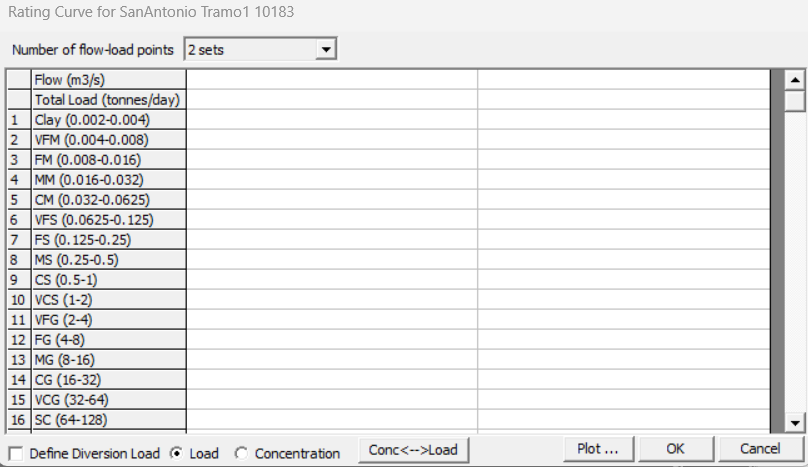 Rating Curve for SanAntonio Tramo1 10183
Number of flow-load points 2 sets
Flow (m3/s)
Total Load (tonnes/day)
1 Clay (0.002-0.004)
2 VFM (0.004-0.008)
3 FM (0.008-0.016)
4 MM (0.016-0.032)
5 CM (0.032-0.0625)
6 VFS (0.0625-0.125)
7 FS (0.125-0.25)
8 MS (0.25-0.5)
9 CS (0.5-1)
10 VCS (1-2)
11 VFG (2-4)
12 FG (4-8)
13 MG (8-16)
14 CG (16-32)
15 VCG (32-64)
16 SC (64-128)
Define Diversion Load Load Concentration Conc<-->Load Plot ... OK Cancel